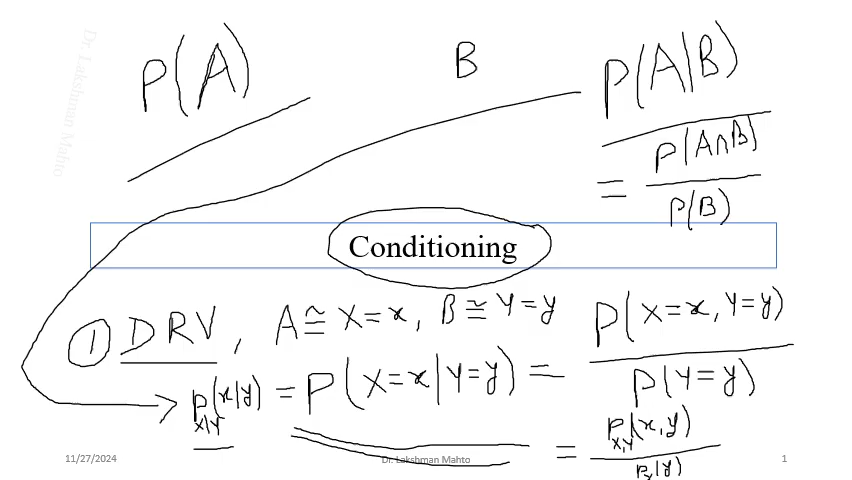 Dr. Lakshman Mahto
P(A) B P(A|B)
= P(A∩B) / P(B)
Conditioning
① DRV, A ≅ X=x, B ≅ Y=y
p_{X|Y}(x|y) = P(X=x|Y=y) = P(X=x, Y=y) / P(Y=y)
= p_{X,Y}(x,y) / p_Y(y)
11/27/2024 Dr. Lakshman Mahto 1